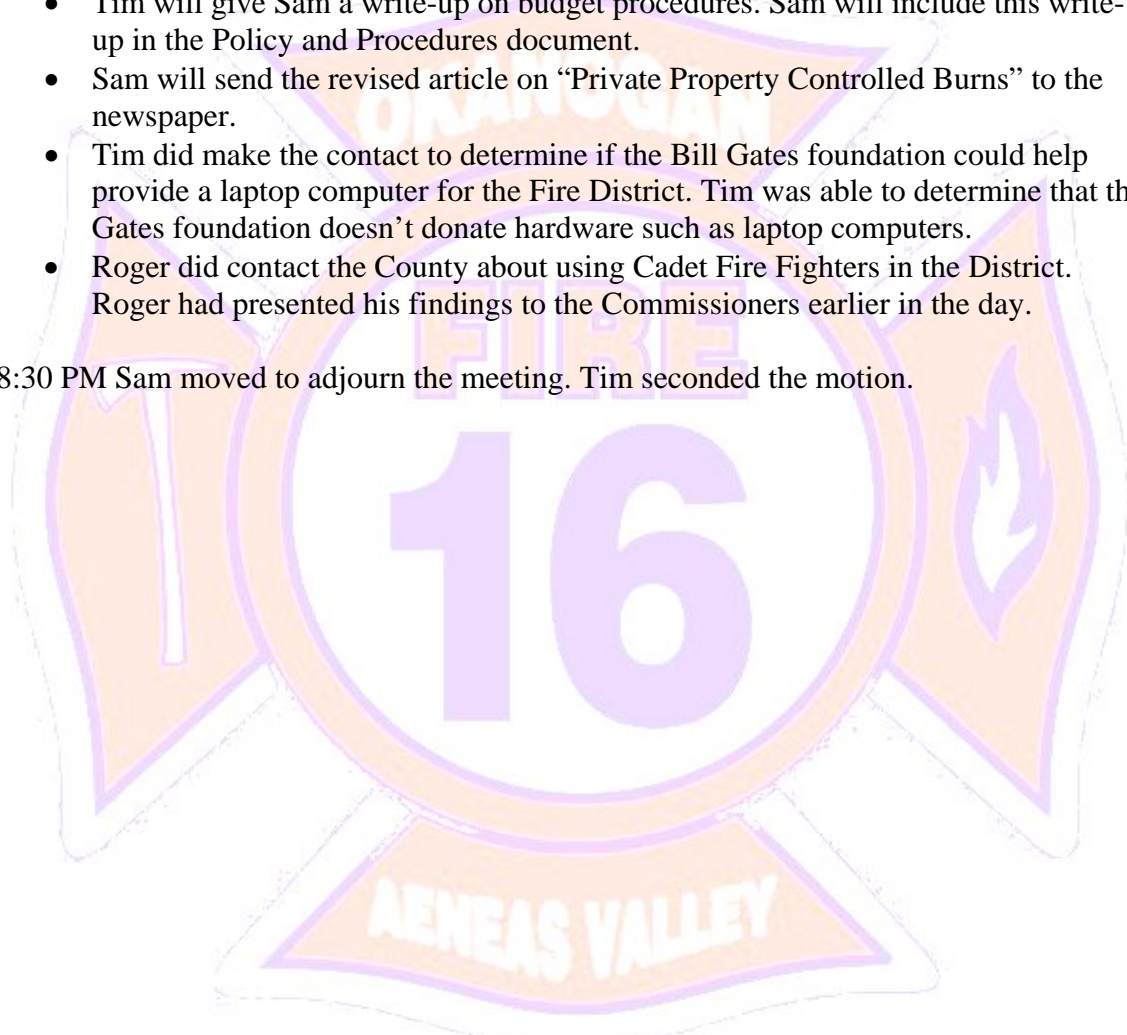 • Tim will give Sam a write-up on budget procedures. Sam will include this write-
up in the Policy and Procedures document.
• Sam will send the revised article on “Private Property Controlled Burns” to the
newspaper.
• Tim did make the contact to determine if the Bill Gates foundation could help
provide a laptop computer for the Fire District. Tim was able to determine that th
Gates foundation doesn’t donate hardware such as laptop computers.
• Roger did contact the County about using Cadet Fire Fighters in the District.
Roger had presented his findings to the Commissioners earlier in the day.
8:30 PM Sam moved to adjourn the meeting. Tim seconded the motion.
OKANOGAN
FIRE
16
AENEAS VALLEY